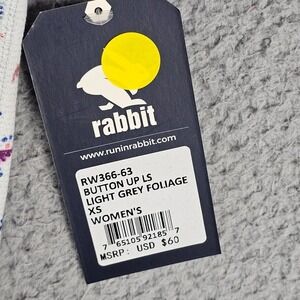 rabbit
www.runinrabbit.com
RW366-63
BUTTON UP LS
LIGHT GREY FOLIAGE
XS
WOMEN'S
7 65105 92185 7
MSRP: USD $60